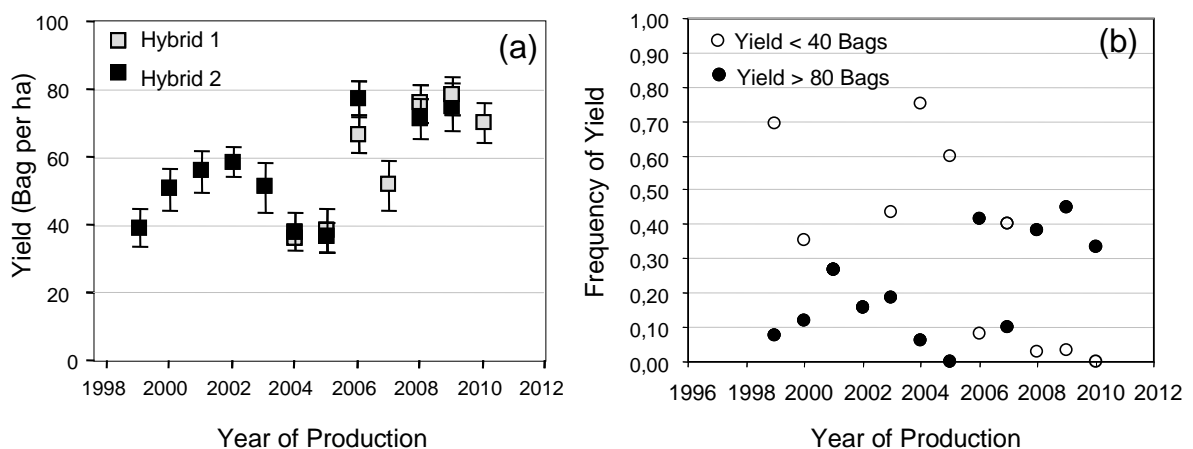 100
80
60
40
20
0
Yield (Bag per ha)
Hybrid 1
Hybrid 2
(a)
1998 2000 2002 2004 2006 2008 2010 2012
Year of Production
1,00
0,90
0,80
0,70
0,60
0,50
0,40
0,30
0,20
0,10
0,00
Frequency of Yield
Yield < 40 Bags
Yield > 80 Bags
(b)
1996 1998 2000 2002 2004 2006 2008 2010 2012
Year of Production